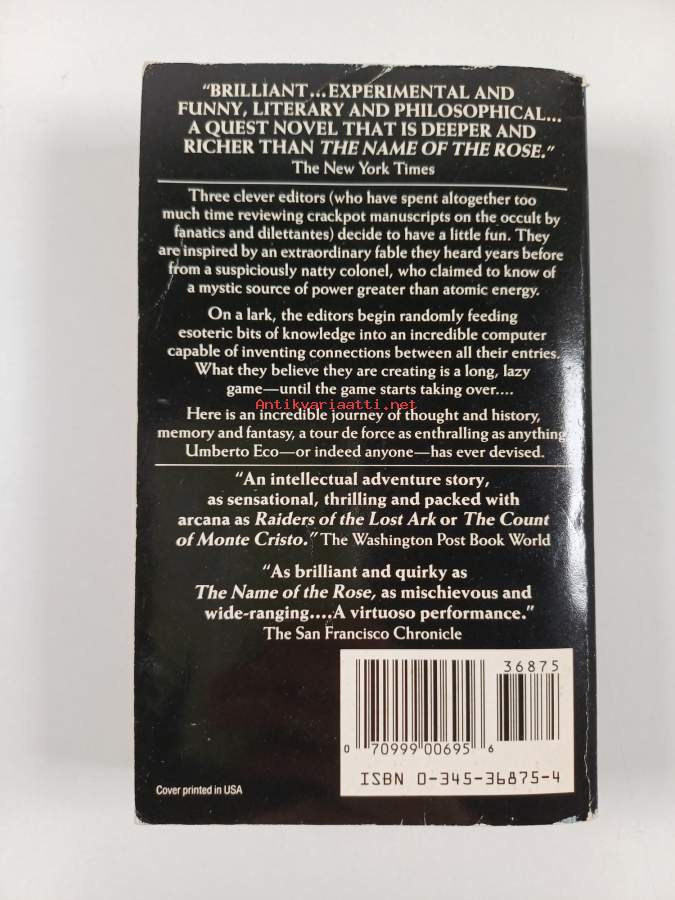 “BRILLIANT...EXPERIMENTAL AND
FUNNY, LITERARY AND PHILOSOPHICAL...
A QUEST NOVEL THAT IS DEEPER AND
RICHER THAN THE NAME OF THE ROSE.”
The New York Times
Three clever editors (who have spent altogether too
much time reviewing crackpot manuscripts on the occult by
fanatics and dilettantes) decide to have a little fun. They
are inspired by an extraordinary fable they heard years before
from a suspiciously natty colonel, who claimed to know of
a mystic source of power greater than atomic energy.
On a lark, the editors begin randomly feeding
esoteric bits of knowledge into an incredible computer
capable of inventing connections between all their entries.
What they believe they are creating is a long, lazy
game—until the game starts taking over....
Antikvariaatti.net
Here is an incredible journey of thought and history,
memory and fantasy, a tour de force as enthralling as anything
Umberto Eco—or indeed anyone—has ever devised.
“An intellectual adventure story,
as sensational, thrilling and packed with
arcana as Raiders of the Lost Ark or The Count
of Monte Cristo.” The Washington Post Book World
“As brilliant and quirky as
The Name of the Rose, as mischievous and
wide-ranging....A virtuoso performance.”
The San Francisco Chronicle
36875
0 70999 00695 6
ISBN 0-345-36875-4
Cover printed in USA